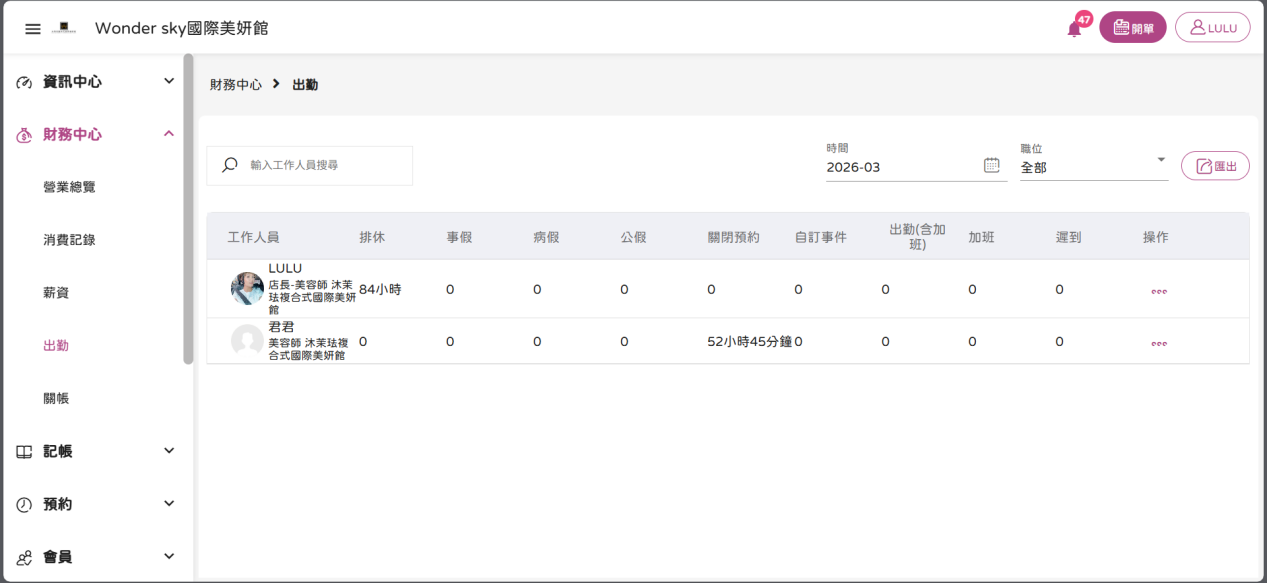 Wonder sky國際美妍館
47
開單
LULU
資訊中心
財務中心
營業總覽
消費記錄
薪資
出勤
關帳
記帳
預約
會員
財務中心 > 出勤
輸入工作人員搜尋
時間
2026-03
職位
全部
匯出
工作人員 排休 事假 病假 公假 關閉預約 自訂事件 出勤(含加 加班 遲到 操作
班)
LULU
店長-美容師 沐茉
玹複合式國際美妍
館
84小時 0 0 0 0 0 0 0 0
君君
美容師 沐茉玹複
合式國際美妍館
0 0 0 0 52小時45分鐘 0 0 0 0